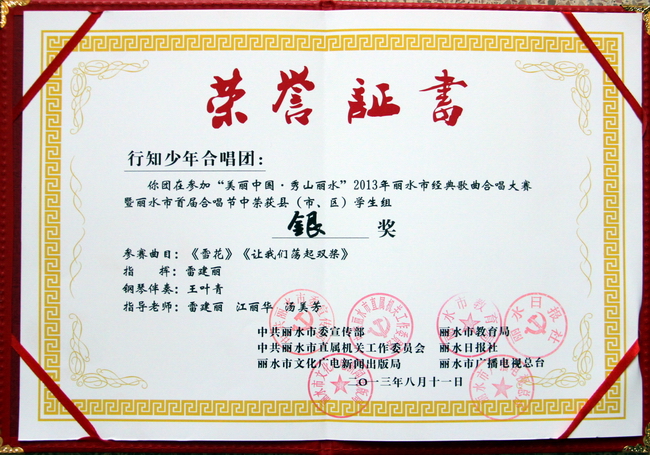 荣誉証書
行知少年合唱团：
你团在参加“美丽中国·秀山丽水”2013年丽水市经典歌曲合唱大赛
暨丽水市首届合唱节中荣获县（市、区）学生组
银 奖
参赛曲目：《雪花》《让我们荡起双桨》
指 挥：雷建丽
钢琴伴奏：王叶青
指导老师：雷建丽 江丽华 汤美芳
中共丽水市委宣传部 丽水市教育局
中共丽水市直属机关工作委员会 丽水日报社
丽水市文化广电新闻出版局 丽水市广播电视总台
二〇一三年八月十一日
丽水日报社